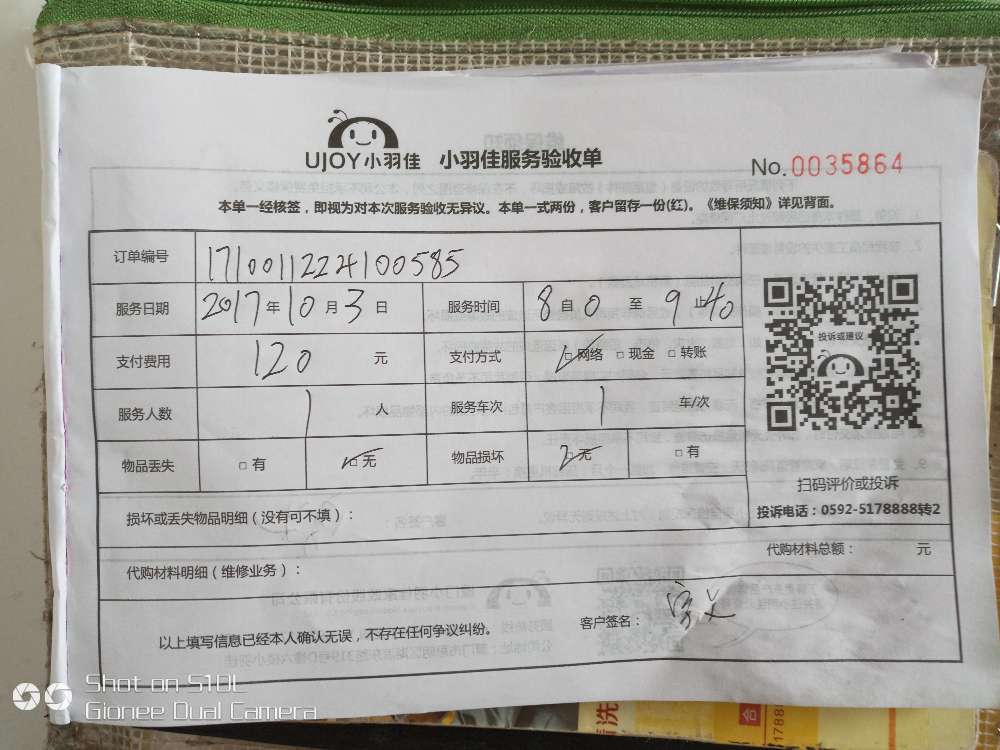 UJOY小羽佳 小羽佳服务验收单
No.0035864
本单一经核签，即视为对本次服务验收无异议。本单一式两份，客户留存一份(红)。《维保须知》详见背面。
订单编号 1710011224100585
服务日期 2017年10月3日 服务时间 8自0至9止40
支付费用 120元 支付方式 网络 现金 转账
投诉或建议
服务人数 1人 服务车次 1车/次
物品丢失 有 无 物品损坏 无 有
扫码评价或投诉
损坏或丢失物品明细（没有可不填）：
投诉电话：0592-5178888转2
代购材料总额： 元
代购材料明细（维修业务）：
以上填写信息已经本人确认无误，不存在任何争议纠纷。
客户签名：
Shot on S10L
Gionee Dual Camera
洗